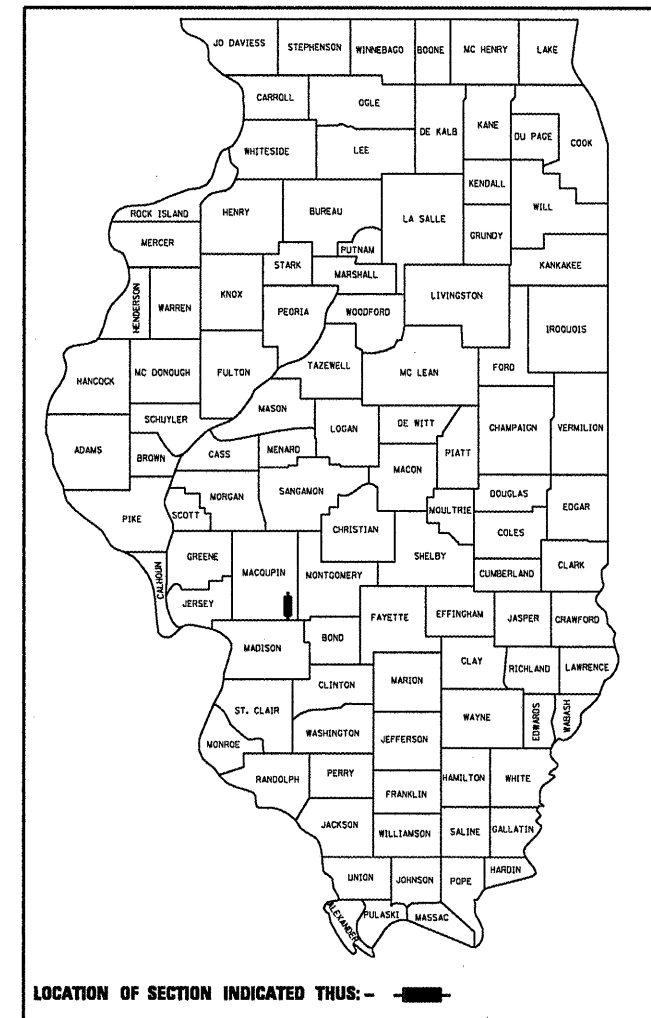 JO DAVIESS STEPHENSON WINNEBAGO BOONE MC HENRY LAKE
CARROLL OGLE DE KALB KANE DU PAGE COOK
WHITESIDE LEE
KENDALL
ROCK ISLAND HENRY BUREAU LA SALLE WILL
MERCER PUTNAM GRUNDY
STARK MARSHALL KANKAKEE
HENDERSON WARREN KNOX PEORIA WOODFORD LIVINGSTON IROQUOIS
HANCOCK MC DONOUGH FULTON TAZEWELL MC LEAN FORD
SCHUYLER MASON LOGAN DE WITT CHAMPAIGN VERMILION
ADAMS BROWN CASS MENARD MACON PIATT
PIKE SCOTT MORGAN SANGAMON CHRISTIAN MOULTRIE DOUGLAS EDGAR
COLES
CALHOUN GREENE MACOUPIN MONTGOMERY SHELBY CUMBERLAND CLARK
JERSEY FAYETTE EFFINGHAM JASPER CRAWFORD
MADISON BOND
CLAY RICHLAND LAWRENCE
CLINTON MARION
ST. CLAIR WAYNE EDWARDS WABASH
MONROE WASHINGTON JEFFERSON
RANDOLPH PERRY HAMILTON WHITE
FRANKLIN
JACKSON WILLIAMSON SALINE GALLATIN
UNION JOHNSON POPE HARDIN
ALEXANDER PULASKI MASSAC
LOCATION OF SECTION INDICATED THUS: –